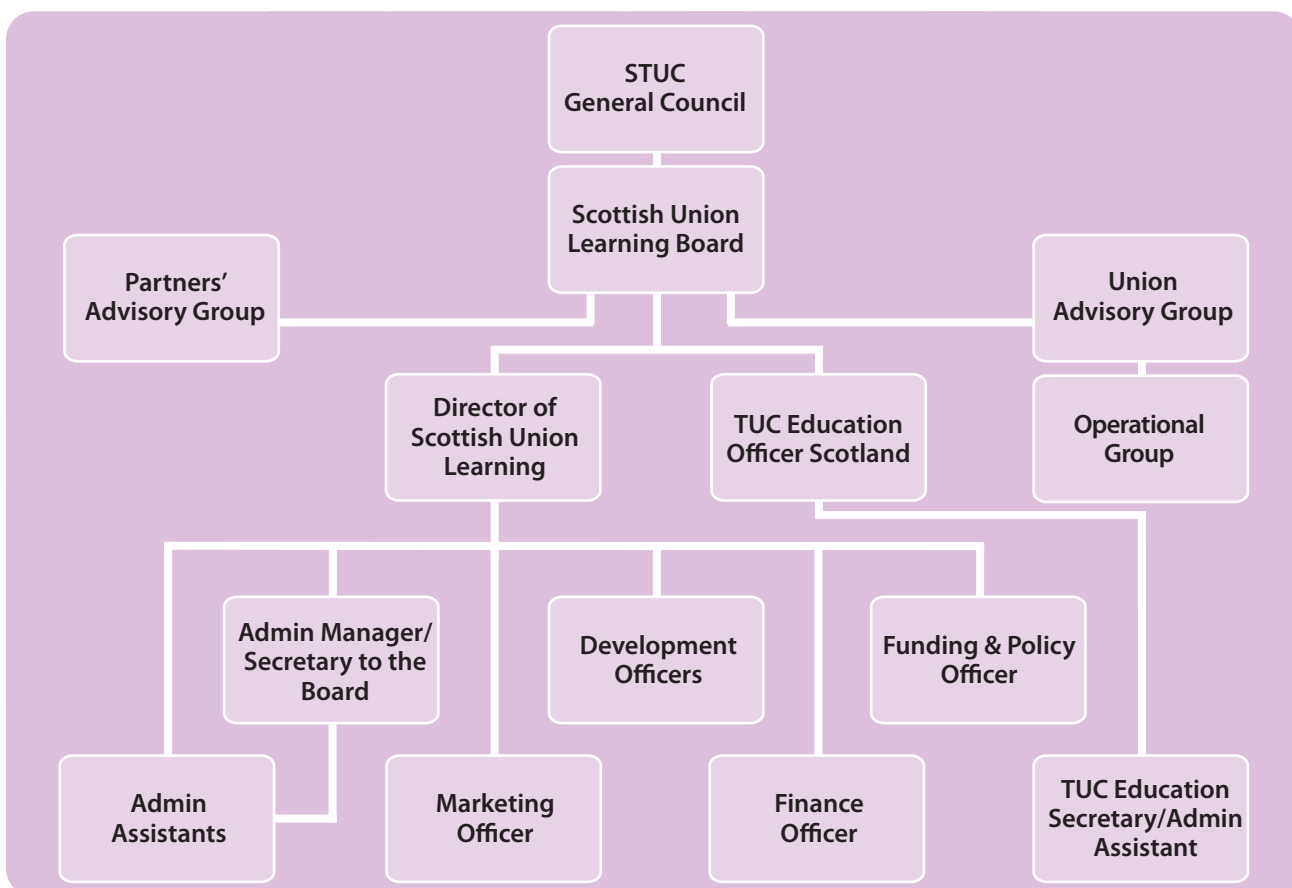 STUC
General Council
Scottish Union
Learning Board
Partners’
Advisory Group
Union
Advisory Group
Director of
Scottish Union
Learning
TUC Education
Officer Scotland
Operational
Group
Admin Manager/
Secretary to the
Board
Development
Officers
Funding & Policy
Officer
Admin
Assistants
Marketing
Officer
Finance
Officer
TUC Education
Secretary/Admin
Assistant